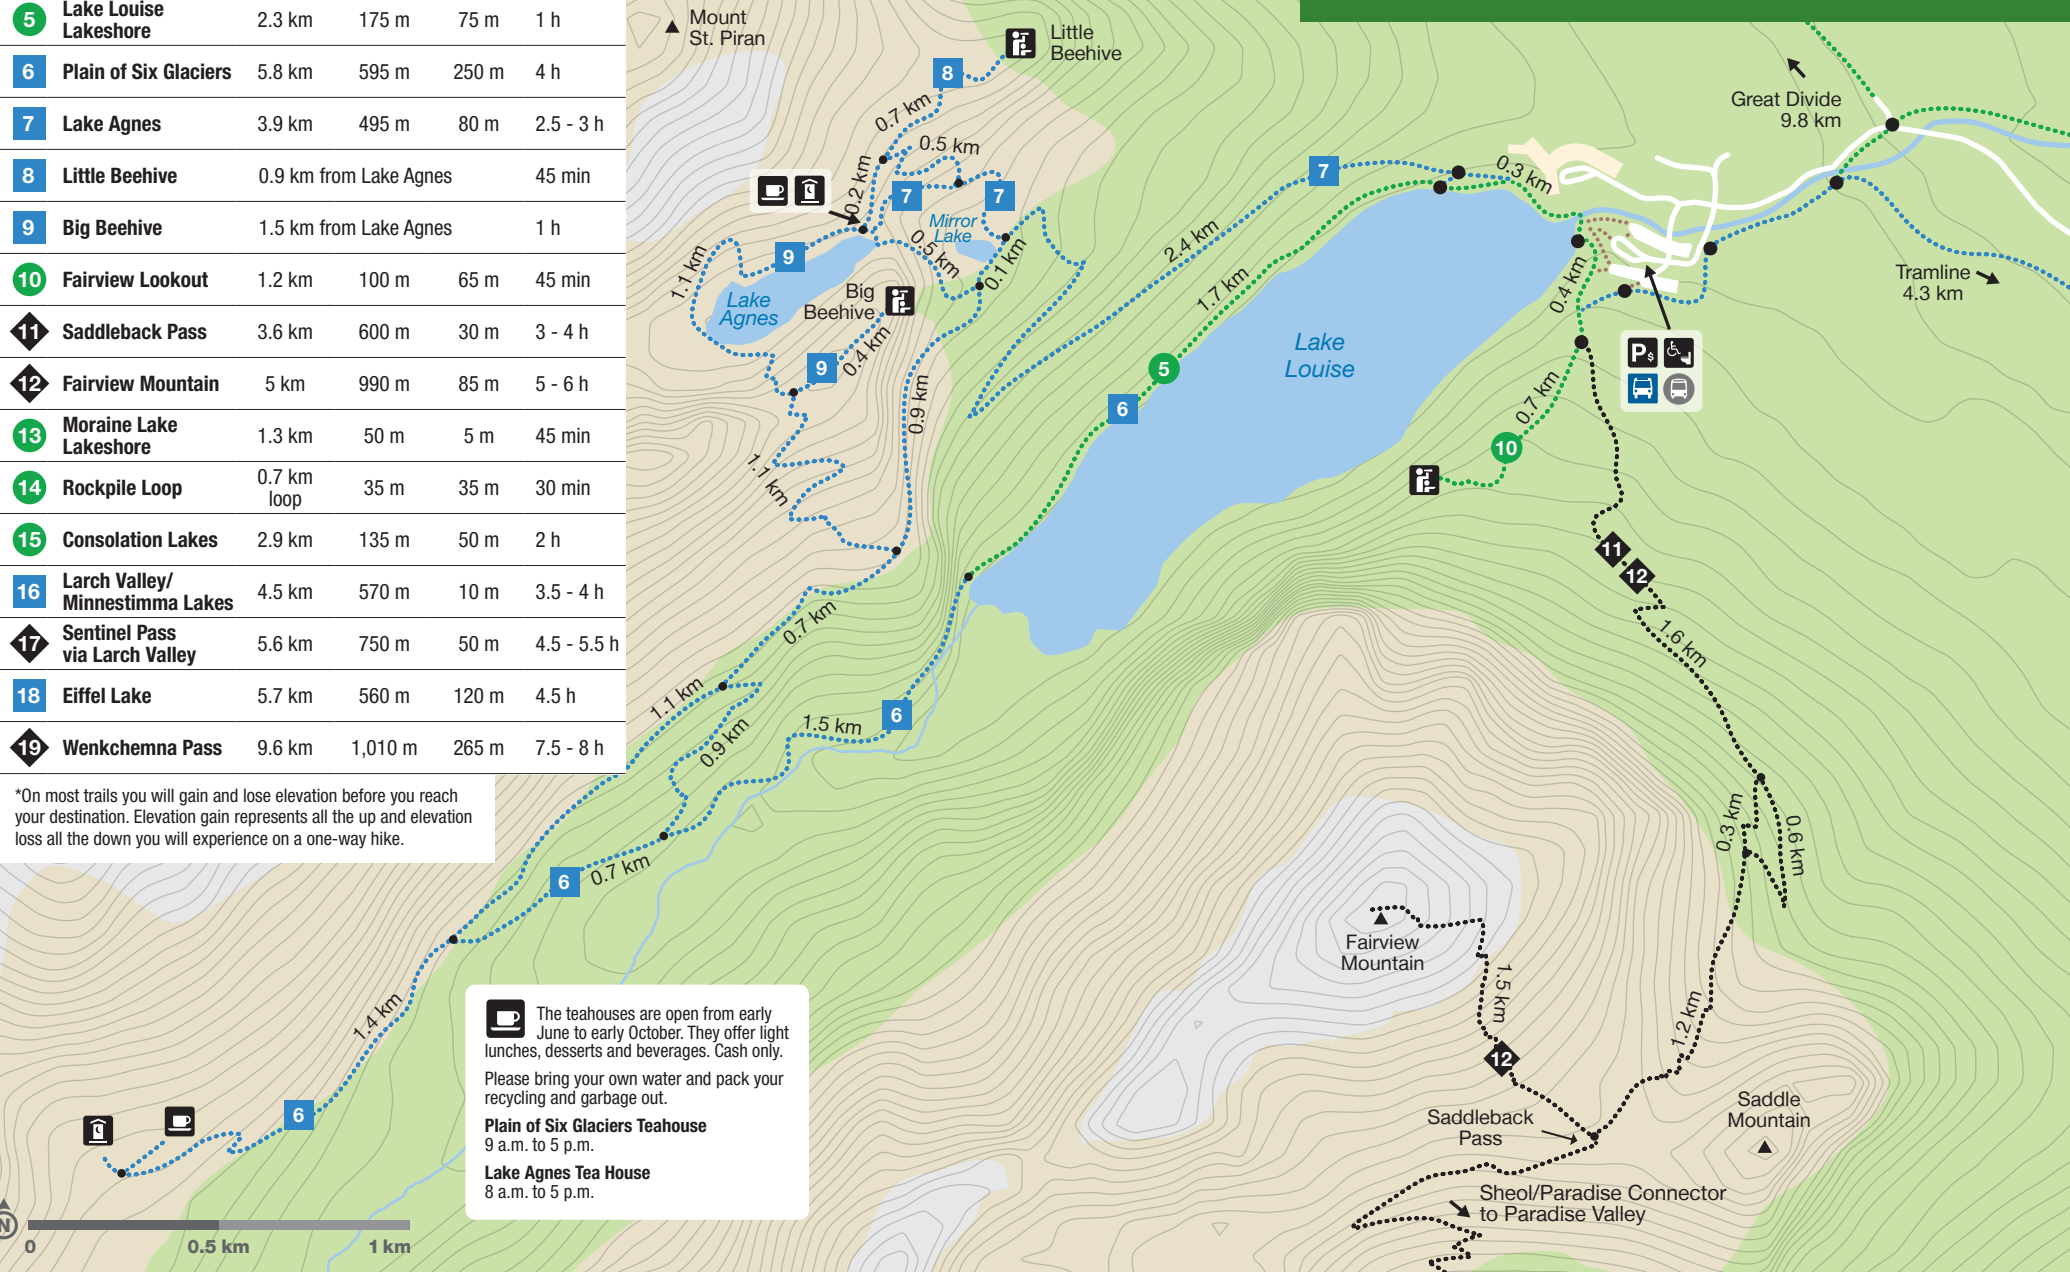 5 Lake Louise Lakeshore 2.3 km 175 m 75 m 1 h
6 Plain of Six Glaciers 5.8 km 595 m 250 m 4 h
7 Lake Agnes 3.9 km 495 m 80 m 2.5 - 3 h
8 Little Beehive 0.9 km from Lake Agnes 45 min
9 Big Beehive 1.5 km from Lake Agnes 1 h
10 Fairview Lookout 1.2 km 100 m 65 m 45 min
11 Saddleback Pass 3.6 km 600 m 30 m 3 - 4 h
12 Fairview Mountain 5 km 990 m 85 m 5 - 6 h
13 Moraine Lake Lakeshore 1.3 km 50 m 5 m 45 min
14 Rockpile Loop 0.7 km loop 35 m 35 m 30 min
15 Consolation Lakes 2.9 km 135 m 50 m 2 h
16 Larch Valley/ Minnestimma Lakes 4.5 km 570 m 10 m 3.5 - 4 h
17 Sentinel Pass via Larch Valley 5.6 km 750 m 50 m 4.5 - 5.5 h
18 Eiffel Lake 5.7 km 560 m 120 m 4.5 h
19 Wenkchemna Pass 9.6 km 1,010 m 265 m 7.5 - 8 h
*On most trails you will gain and lose elevation before you reach
your destination. Elevation gain represents all the up and elevation
loss all the down you will experience on a one-way hike.
Mount
St. Piran
Little
Beehive
8
0.7 km
0.5 km
0.2 km
7
7
Mirror
Lake
0.5 km
0.1 km
9
1.1 km
Lake
Agnes
Big
Beehive
9
0.4 km
0.9 km
1.1 km
0.7 km
1.1 km
0.9 km
1.5 km
6
6
0.7 km
1.4 km
6
7
2.4 km
1.7 km
5
6
Lake
Louise
0.3 km
0.4 km
0.7 km
10
Great Divide
9.8 km
Tramline
4.3 km
P$
11
12
1.6 km
0.3 km
0.6 km
1.2 km
Fairview
Mountain
1.5 km
12
Saddleback
Pass
Saddle
Mountain
Sheol/Paradise Connector
to Paradise Valley
The teahouses are open from early
June to early October. They offer light
lunches, desserts and beverages. Cash only.
Please bring your own water and pack your
recycling and garbage out.
Plain of Six Glaciers Teahouse
9 a.m. to 5 p.m.
Lake Agnes Tea House
8 a.m. to 5 p.m.
N
0 0.5 km 1 km